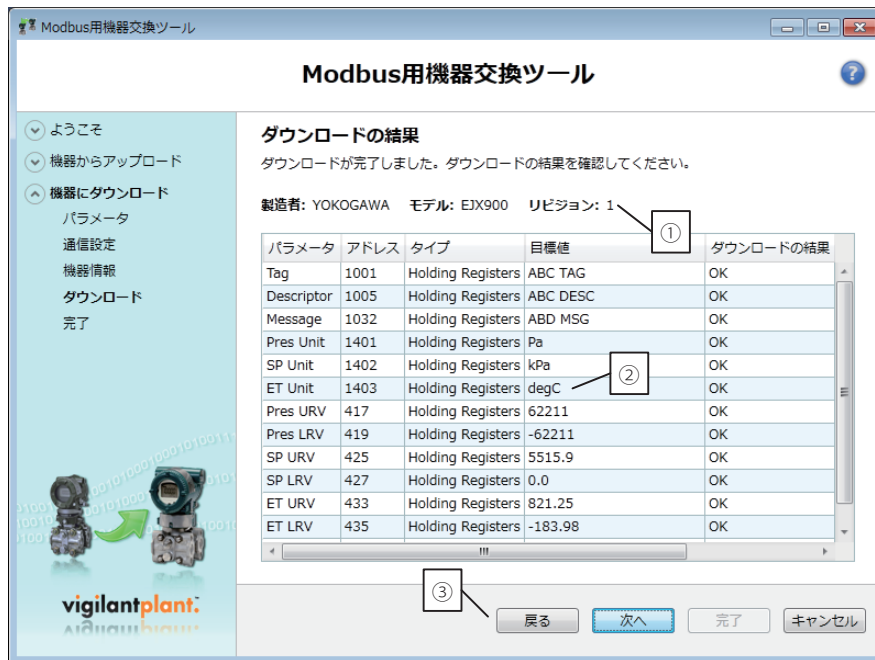 Modbus用機器交換ツール
Modbus用機器交換ツール
?
ようこそ
機器からアップロード
機器にダウンロード
パラメータ
通信設定
機器情報
ダウンロード
完了
vigilantplant.
ダウンロードの結果
ダウンロードが完了しました。ダウンロードの結果を確認してください。
製造者: YOKOGAWA モデル: EJX900 リビジョン: 1
①
パラメータ アドレス タイプ 目標値 ダウンロードの結果
Tag 1001 Holding Registers ABC TAG OK
Descriptor 1005 Holding Registers ABC DESC OK
Message 1032 Holding Registers ABD MSG OK
Pres Unit 1401 Holding Registers Pa OK
SP Unit 1402 Holding Registers kPa OK
②
ET Unit 1403 Holding Registers degC OK
Pres URV 417 Holding Registers 62211 OK
Pres LRV 419 Holding Registers -62211 OK
SP URV 425 Holding Registers 5515.9 OK
SP LRV 427 Holding Registers 0.0 OK
ET URV 433 Holding Registers 821.25 OK
ET LRV 435 Holding Registers -183.98 OK
③
戻る 次へ 完了 キャンセル